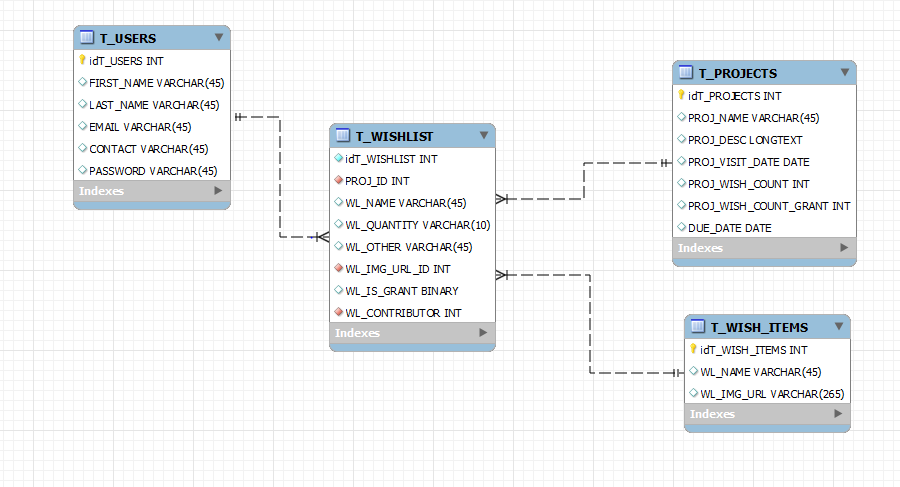 T_USERS
idT_USERS INT
FIRST_NAME VARCHAR(45)
LAST_NAME VARCHAR(45)
EMAIL VARCHAR(45)
CONTACT VARCHAR(45)
PASSWORD VARCHAR(45)
Indexes
T_WISHLIST
idT_WISHLIST INT
PROJ_ID INT
WL_NAME VARCHAR(45)
WL_QUANTITY VARCHAR(10)
WL_OTHER VARCHAR(45)
WL_IMG_URL_ID INT
WL_IS_GRANT BINARY
WL_CONTRIBUTOR INT
Indexes
T_PROJECTS
idT_PROJECTS INT
PROJ_NAME VARCHAR(45)
PROJ_DESC LONGTEXT
PROJ_VISIT_DATE DATE
PROJ_WISH_COUNT INT
PROJ_WISH_COUNT_GRANT INT
DUE_DATE DATE
Indexes
T_WISH_ITEMS
idT_WISH_ITEMS INT
WL_NAME VARCHAR(45)
WL_IMG_URL VARCHAR(265)
Indexes